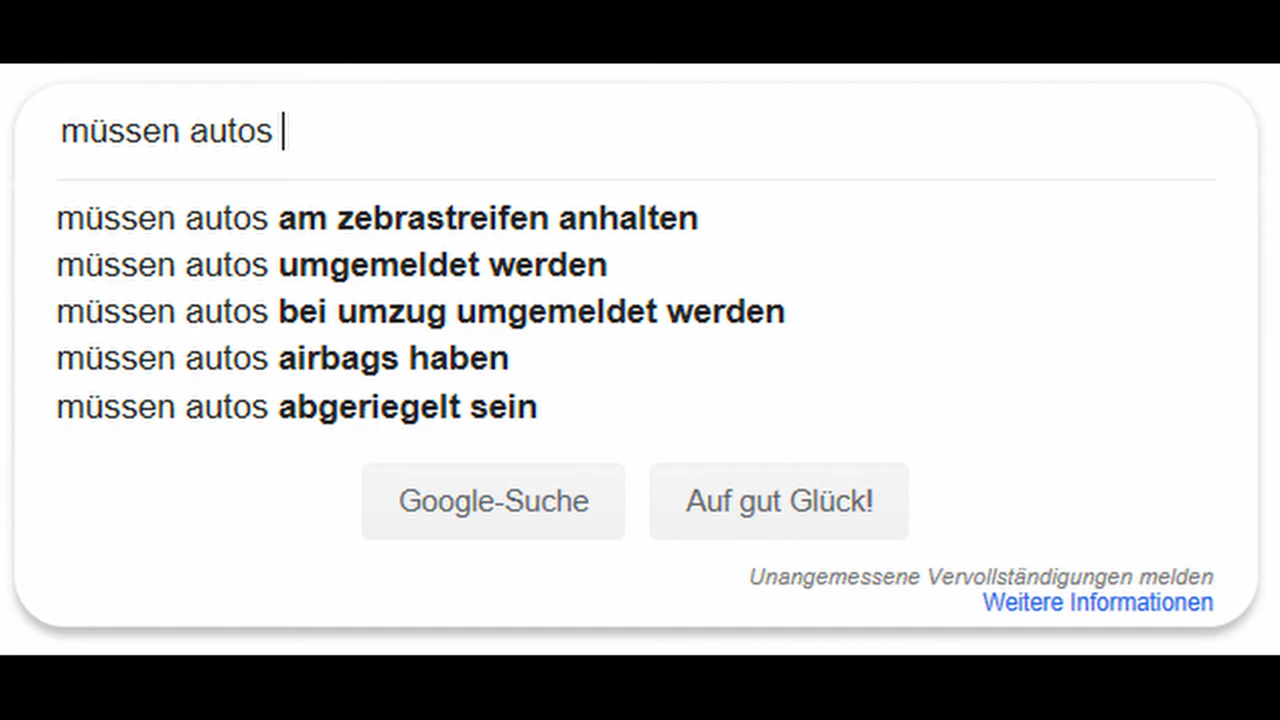 müssen autos
müssen autos am zebrastreifen anhalten
müssen autos umgemeldet werden
müssen autos bei umzug umgemeldet werden
müssen autos airbags haben
müssen autos abgeriegelt sein
Google-Suche Auf gut Glück!
Unangemessene Vervollständigungen melden
Weitere Informationen